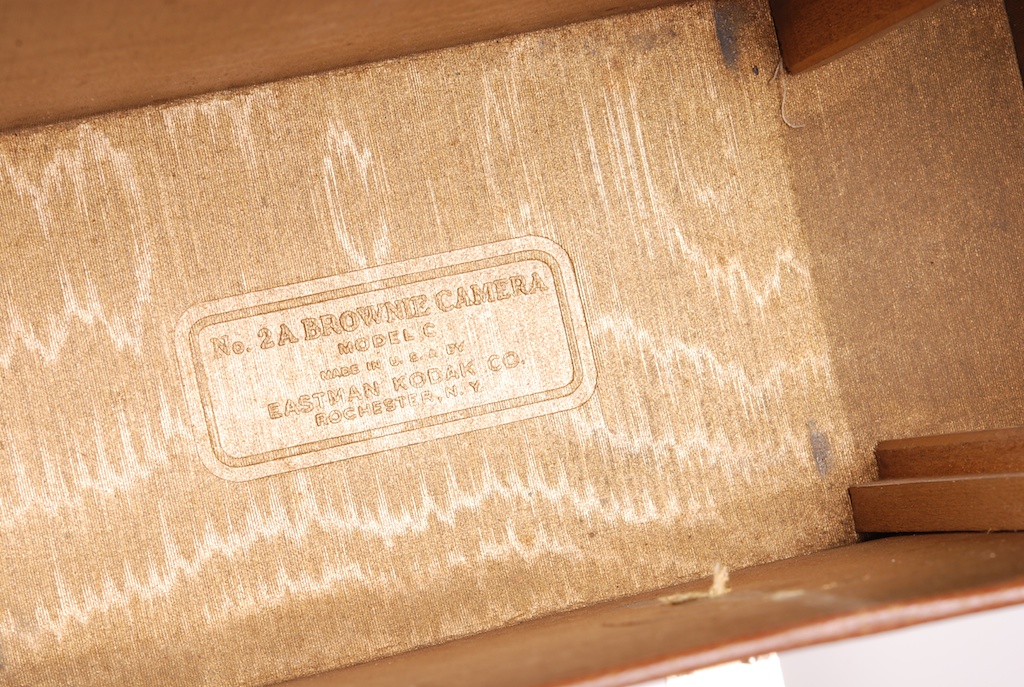 No. 2A BROWNIE CAMERA
MODEL C
MADE IN U. S. A. BY
EASTMAN KODAK CO.
ROCHESTER, N. Y.